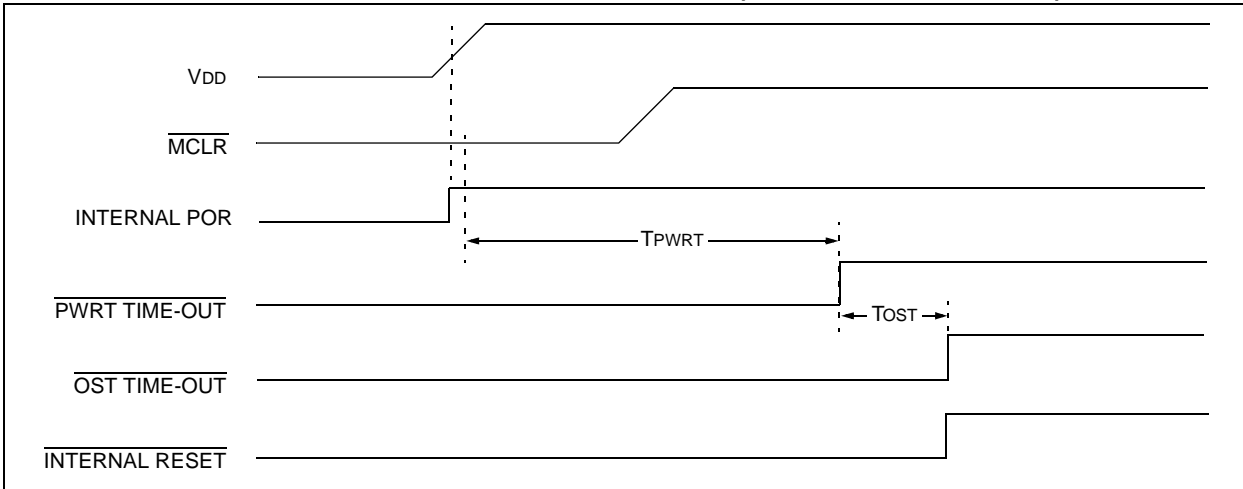 VDD
MCLR
INTERNAL POR
TPWRT
PWRT TIME-OUT
TOST
OST TIME-OUT
INTERNAL RESET